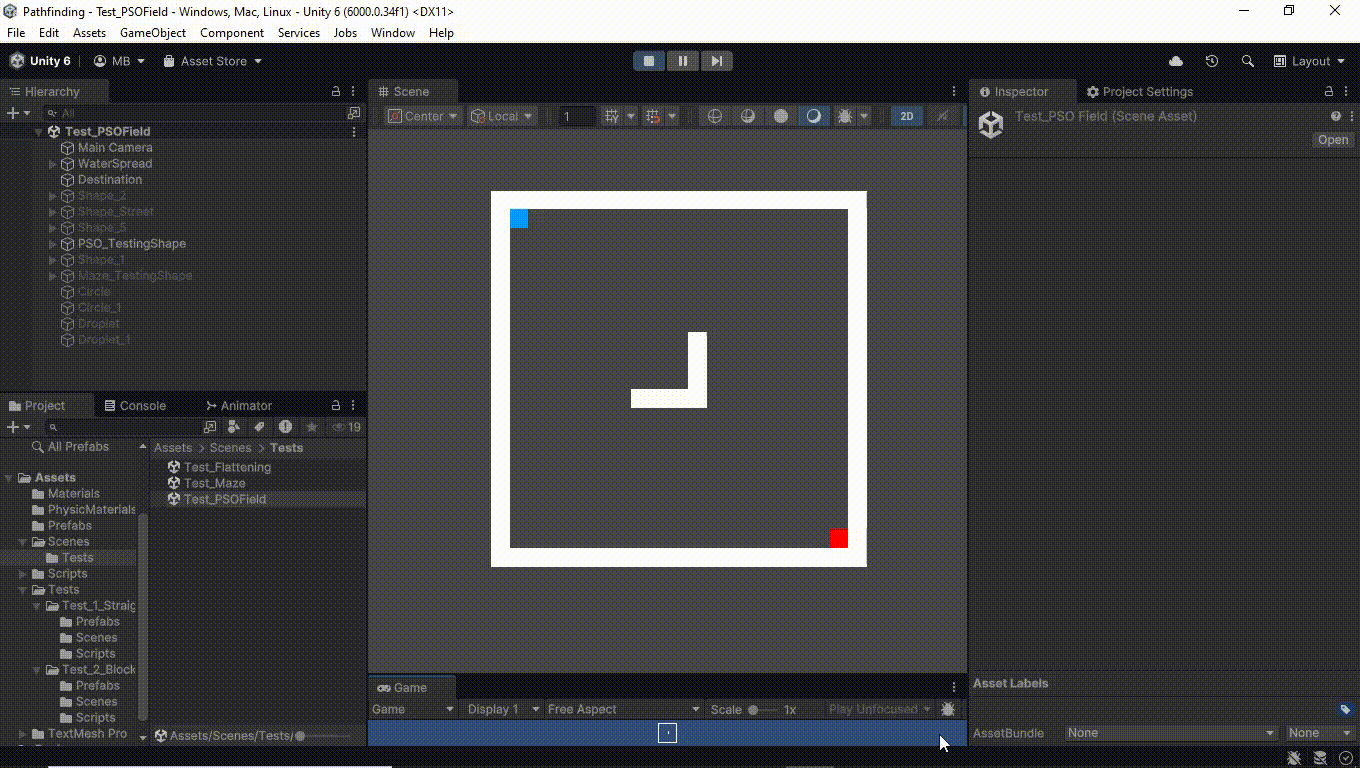 Pathfinding - Test_PSOField - Windows, Mac, Linux - Unity 6 (6000.0.34f1) <DX11>
File Edit Assets GameObject Component Services Jobs Window Help
Unity 6 MB Asset Store Layout
Hierarchy
All
Test_PSOField
Main Camera
WaterSpread
Destination
Shape_2
Shape_Street
Shape_5
PSO_TestingShape
Shape_1
Maze_TestingShape
Circle
Circle_1
Droplet
Droplet_1
Scene
Center Local 1 2D
Inspector Project Settings
Test_PSO Field (Scene Asset)
Open
Project Console Animator
19
All Prefabs
Assets
Materials
PhysicMaterials
Prefabs
Scenes
Tests
Scripts
Tests
Test_1_Straig
Prefabs
Scenes
Scripts
Test_2_Block
Prefabs
Scenes
Scripts
TextMesh Pro
Assets > Scenes > Tests
Test_Flattening
Test_Maze
Test_PSOField
Assets/Scenes/Tests/
Game
Game Display 1 Free Aspect Scale 1x Play Unfocused
Asset Labels
AssetBundle None None